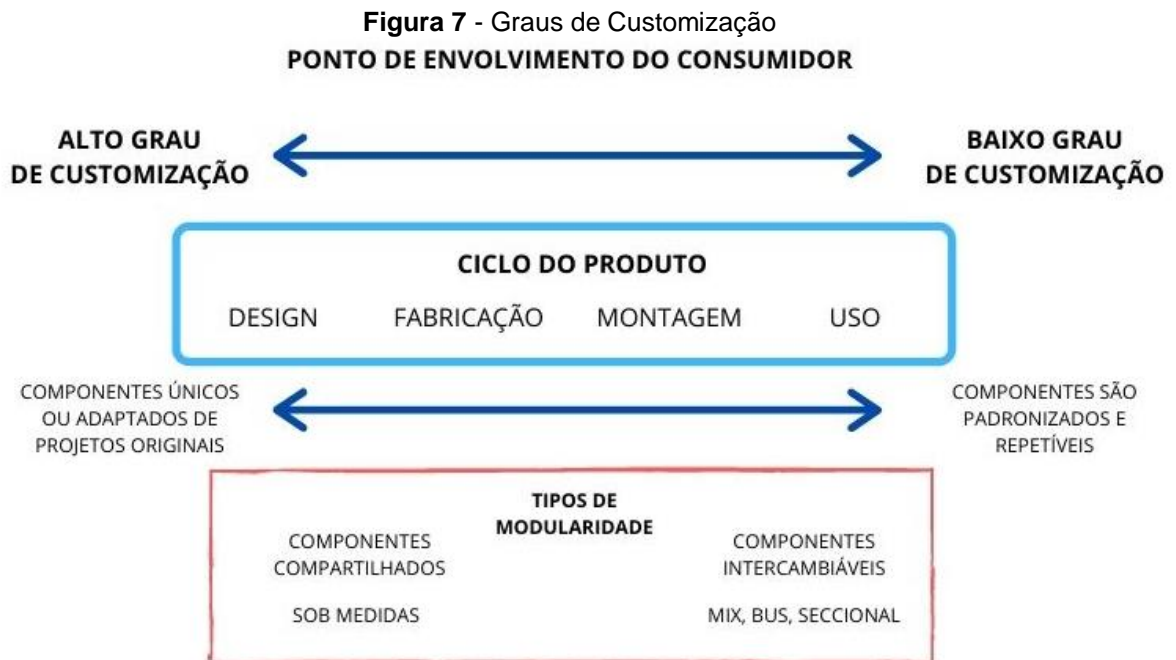 Figura 7 - Graus de Customização
PONTO DE ENVOLVIMENTO DO CONSUMIDOR
ALTO GRAU
DE CUSTOMIZAÇÃO
BAIXO GRAU
DE CUSTOMIZAÇÃO
CICLO DO PRODUTO
DESIGN FABRICAÇÃO MONTAGEM USO
COMPONENTES ÚNICOS
OU ADAPTADOS DE
PROJETOS ORIGINAIS
COMPONENTES SÃO
PADRONIZADOS E
REPETÍVEIS
TIPOS DE
MODULARIDADE
COMPONENTES
COMPARTILHADOS
SOB MEDIDAS
COMPONENTES
INTERCAMBIÁVEIS
MIX, BUS, SECCIONAL